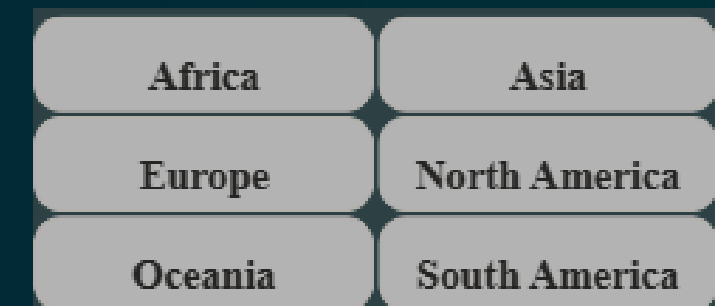 Africa
Asia
Europe
North America
Oceania
South America